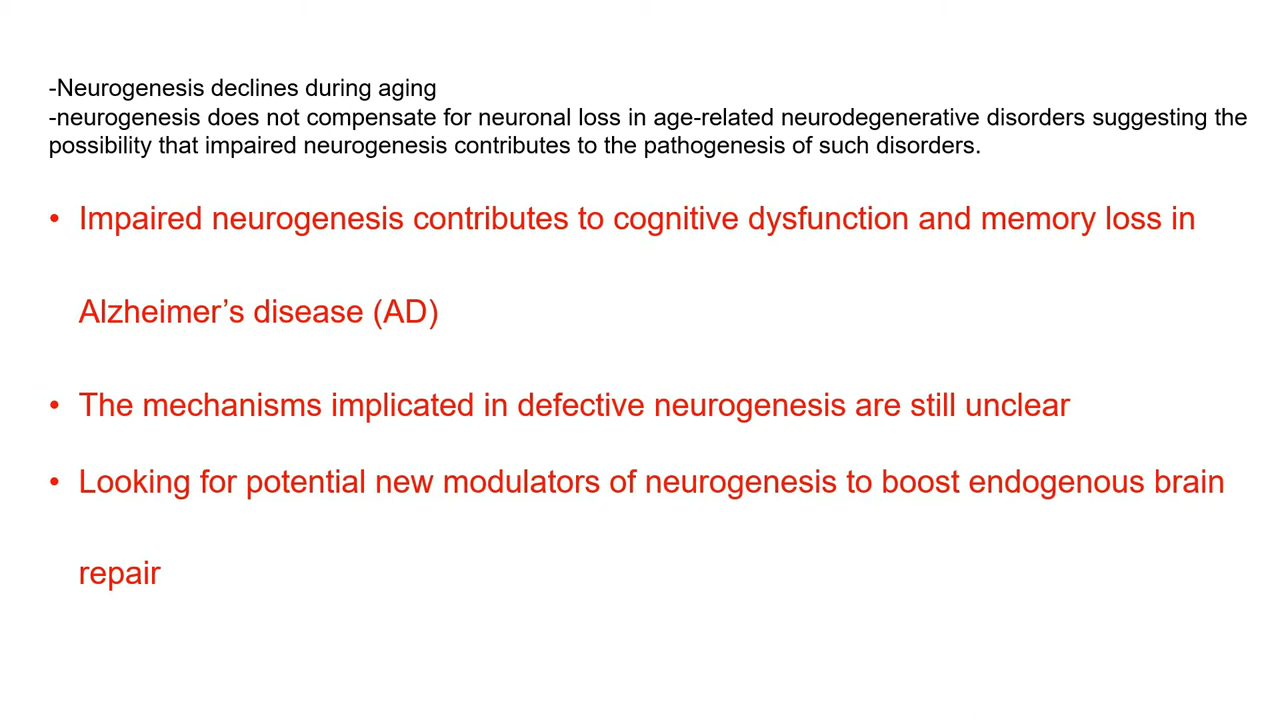 -Neurogenesis declines during aging
-neurogenesis does not compensate for neuronal loss in age-related neurodegenerative disorders suggesting the
possibility that impaired neurogenesis contributes to the pathogenesis of such disorders.
• Impaired neurogenesis contributes to cognitive dysfunction and memory loss in
Alzheimer’s disease (AD)
• The mechanisms implicated in defective neurogenesis are still unclear
• Looking for potential new modulators of neurogenesis to boost endogenous brain
repair